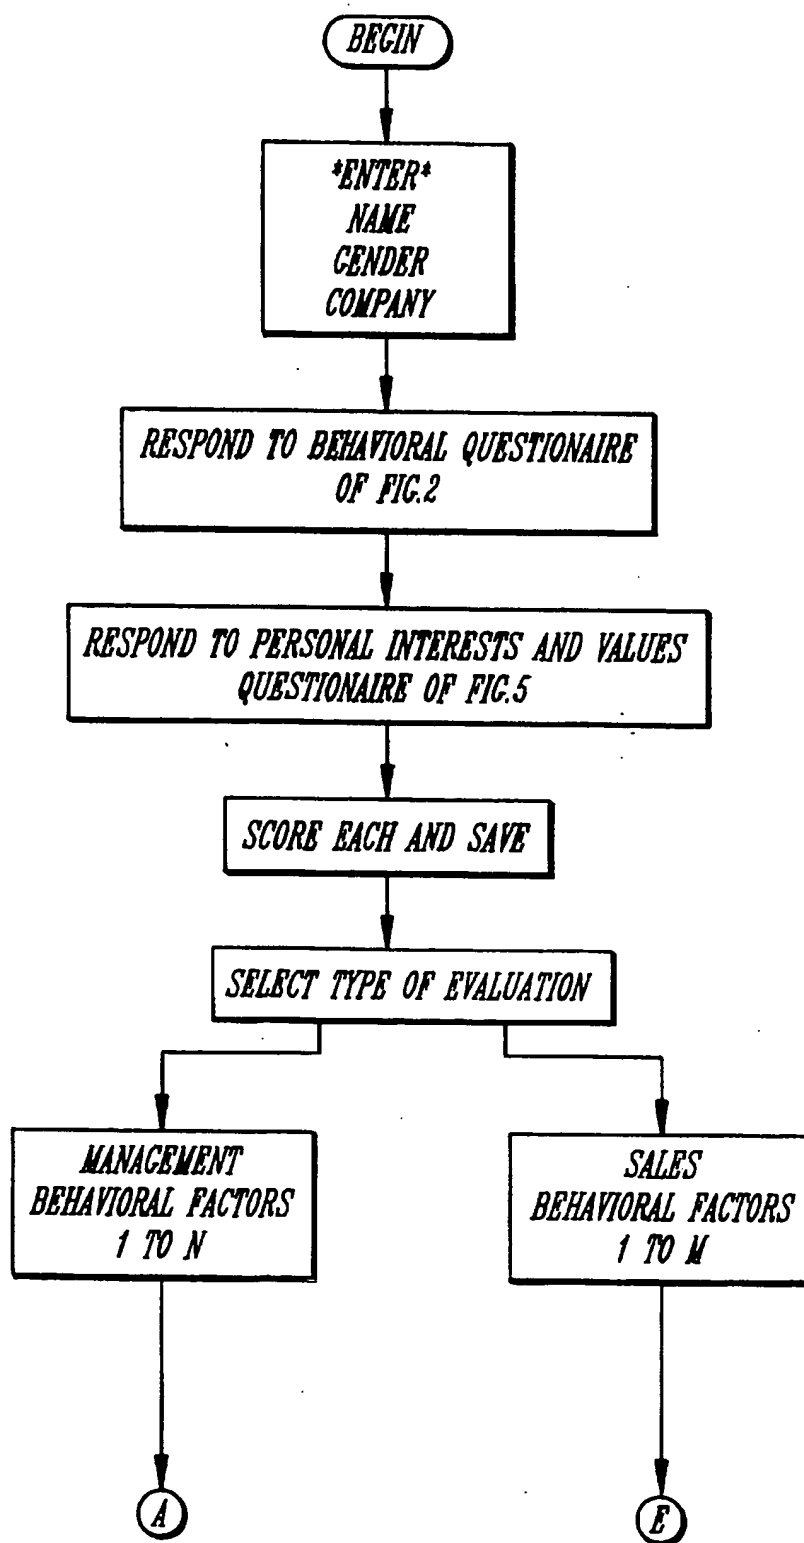 BEGIN
*ENTER*
NAME
GENDER
COMPANY
RESPOND TO BEHAVIORAL QUESTIONAIRE
OF FIG.2
RESPOND TO PERSONAL INTERESTS AND VALUES
QUESTIONAIRE OF FIG.5
SCORE EACH AND SAVE
SELECT TYPE OF EVALUATION
MANAGEMENT
BEHAVIORAL FACTORS
1 TO N
SALES
BEHAVIORAL FACTORS
1 TO M
A
E